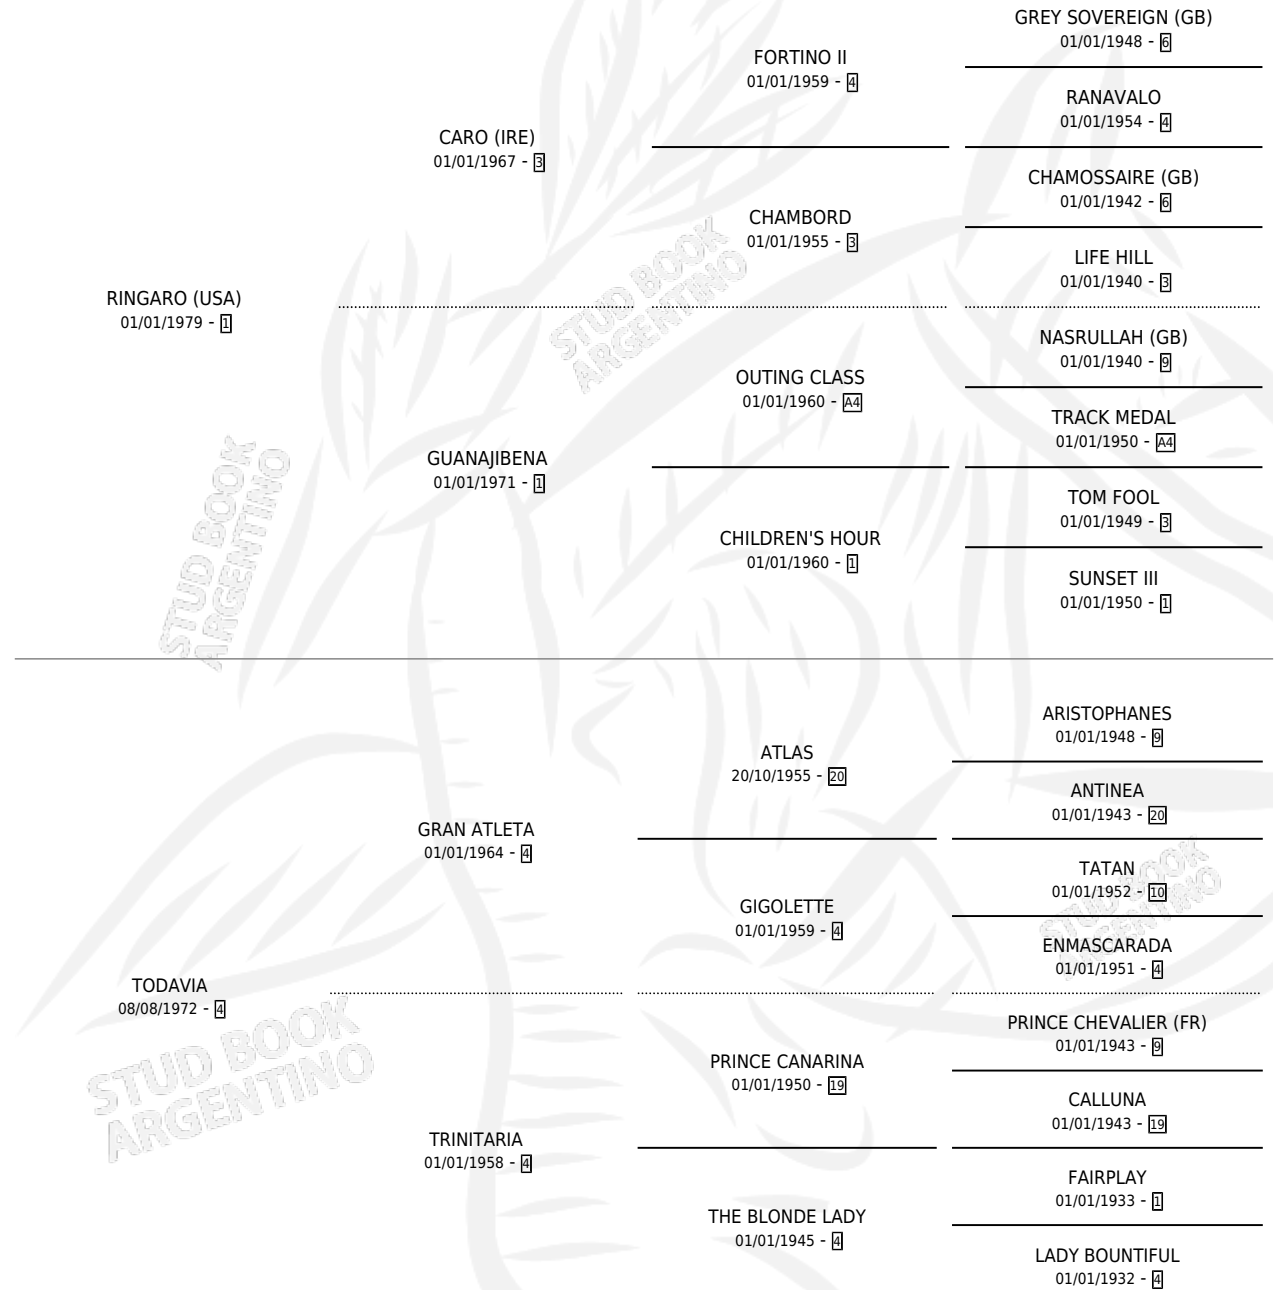 GREY SOVEREIGN (GB)
01/01/1948 - 6
FORTINO II
01/01/1959 - 4
RANAVALO
01/01/1954 - 4
CARO (IRE)
01/01/1967 - 3
CHAMOSSAIRE (GB)
01/01/1942 - 6
CHAMBORD
01/01/1955 - 3
LIFE HILL
01/01/1940 - 3
RINGARO (USA)
01/01/1979 - 1
NASRULLAH (GB)
01/01/1940 - 9
OUTING CLASS
01/01/1960 - A4
TRACK MEDAL
01/01/1950 - A4
GUANAJIBENA
01/01/1971 - 1
TOM FOOL
01/01/1949 - 3
CHILDREN'S HOUR
01/01/1960 - 1
SUNSET III
01/01/1950 - 1
ARISTOPHANES
01/01/1948 - 9
ATLAS
20/10/1955 - 20
ANTINEA
01/01/1943 - 20
GRAN ATLETA
01/01/1964 - 4
TATAN
01/01/1952 - 10
GIGOLETTE
01/01/1959 - 4
ENMASCARADA
01/01/1951 - 4
TODAVIA
08/08/1972 - 4
PRINCE CHEVALIER (FR)
01/01/1943 - 9
PRINCE CANARINA
01/01/1950 - 19
CALLUNA
01/01/1943 - 19
TRINITARIA
01/01/1958 - 4
FAIRPLAY
01/01/1933 - 1
THE BLONDE LADY
01/01/1945 - 4
LADY BOUNTIFUL
01/01/1932 - 4
STUD BOOK
ARGENTINO
STUD BOOK
ARGENTINO
STUD BOOK
ARGENTINO
STUD BOOK
ARGENTINO